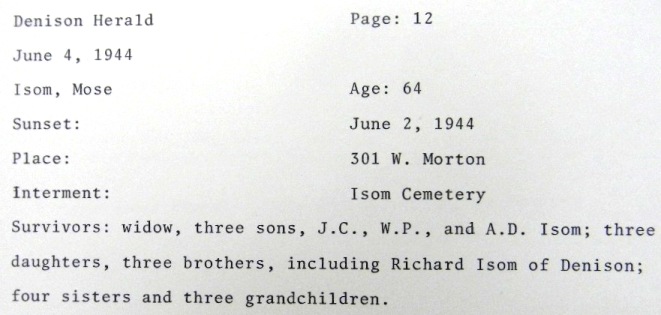 Denison Herald Page: 12
June 4, 1944
Isom, Mose Age: 64
Sunset: June 2, 1944
Place: 301 W. Morton
Interment: Isom Cemetery
Survivors: widow, three sons, J.C., W.P., and A.D. Isom; three
daughters, three brothers, including Richard Isom of Denison;
four sisters and three grandchildren.